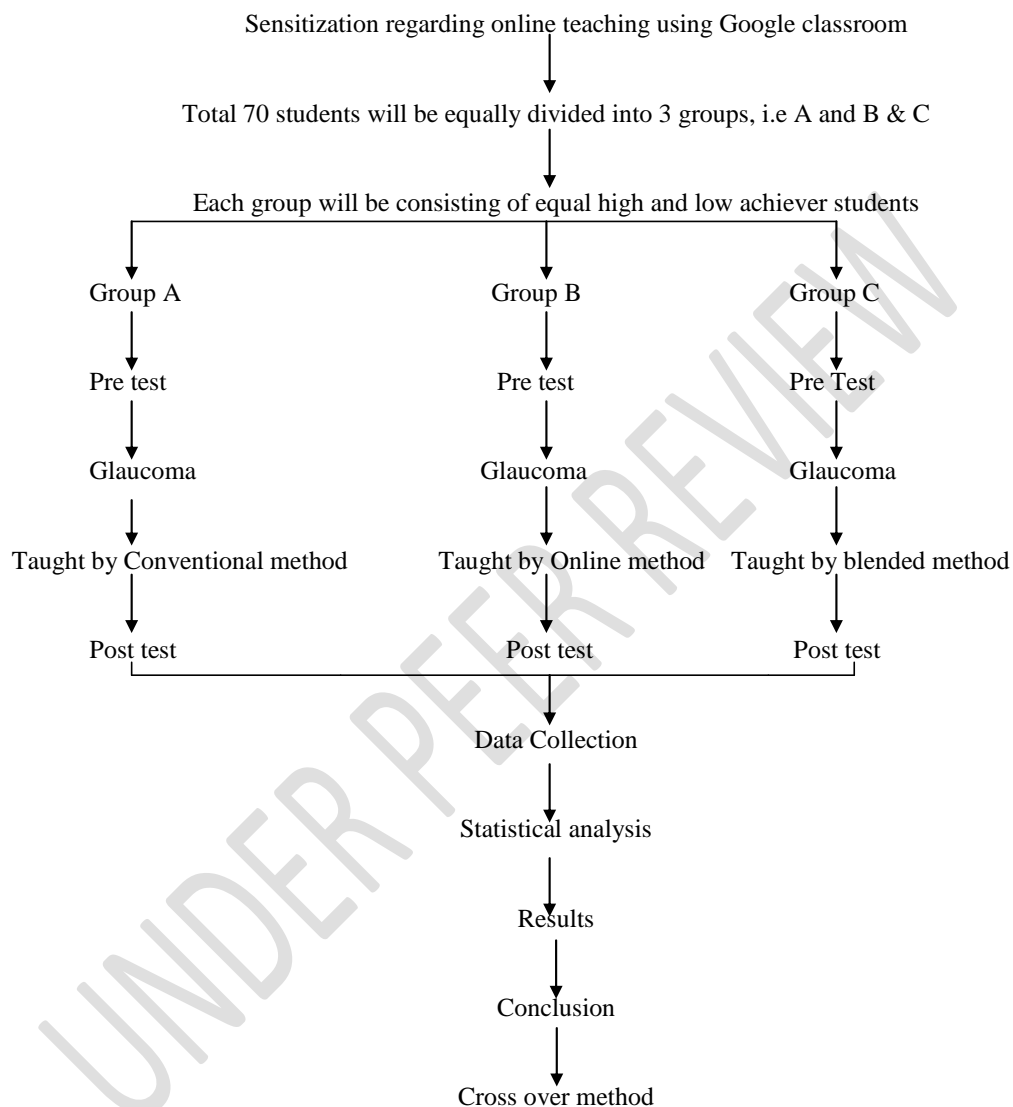 Sensitization regarding online teaching using Google classroom
Total 70 students will be equally divided into 3 groups, i.e A and B & C
Each group will be consisting of equal high and low achiever students
Group A
Group B
Group C
Pre test
Pre test
Pre Test
Glaucoma
Glaucoma
Glaucoma
Taught by Conventional method
Taught by Online method
Taught by blended method
Post test
Post test
Post test
Data Collection
Statistical analysis
Results
Conclusion
Cross over method
UNDER PEER REVIEW